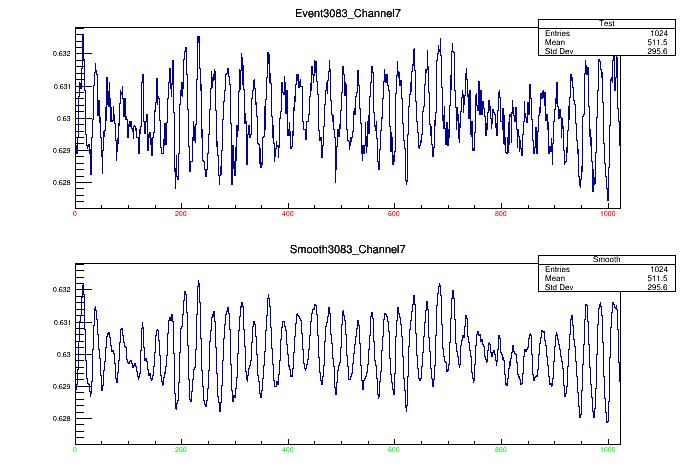 Event3083_Channel7
Test
Entries 1024
Mean 511.5
Std Dev 295.6
0.632
0.631
0.63
0.629
0.628
0 200 400 600 800 1000
Smooth3083_Channel7
Smooth
Entries 1024
Mean 511.5
Std Dev 295.6
0.632
0.631
0.63
0.629
0.628
0 200 400 600 800 1000